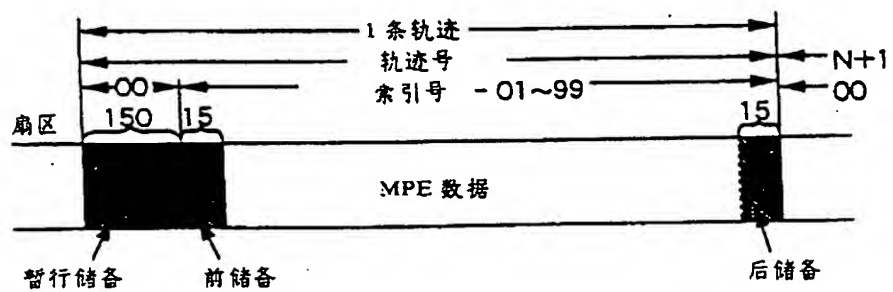 1条轨迹
轨迹号 N+1
00 索引号 -01~99 00
扇区 150 15 15
MPE 数据
暂行储备 前储备 后储备